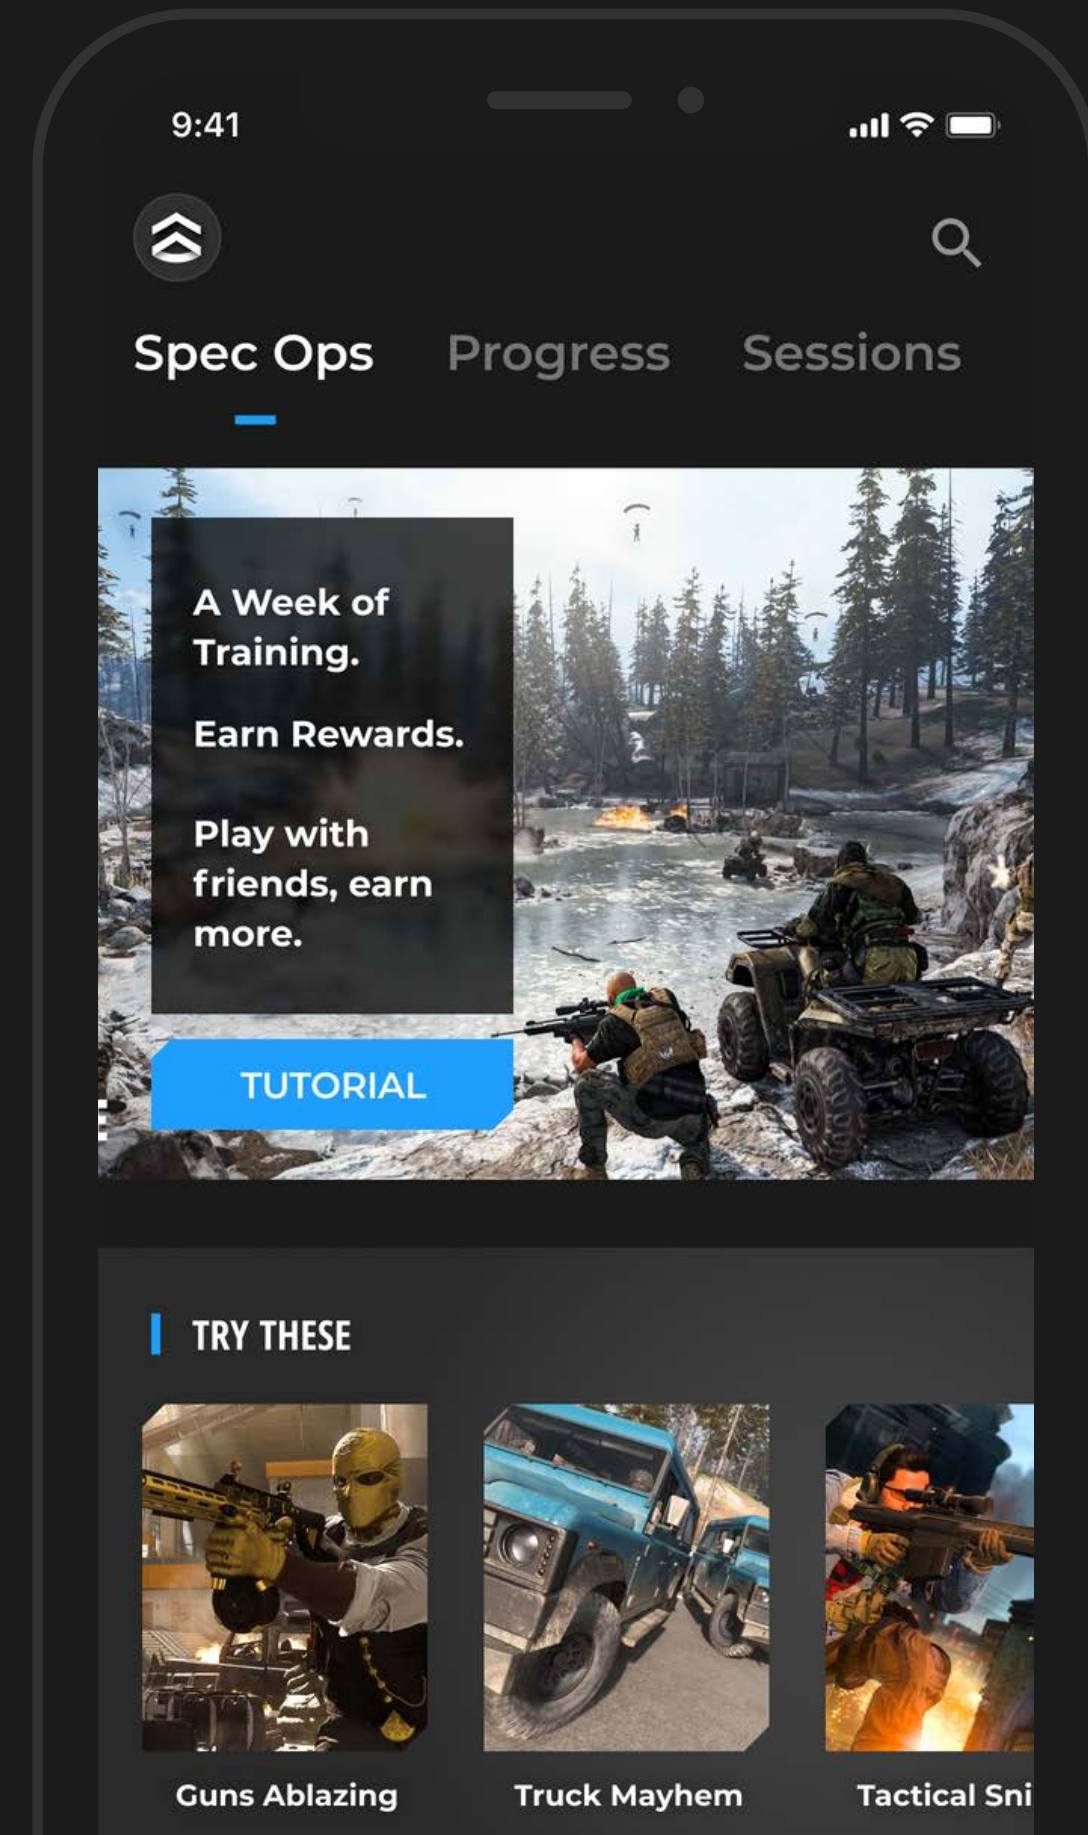 9:41
Spec Ops Progress Sessions
A Week of
Training.
Earn Rewards.
Play with
friends, earn
more.
TUTORIAL
TRY THESE
Guns Ablazing Truck Mayhem Tactical Sni